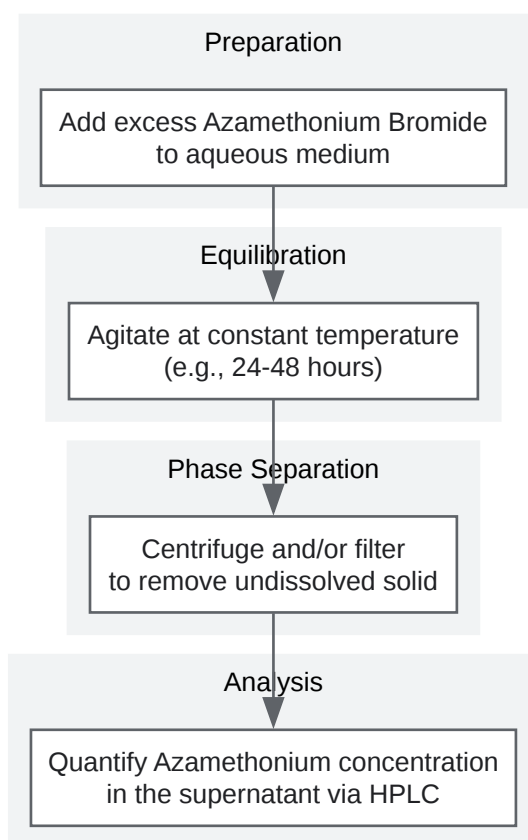 Preparation
Add excess Azamethonium Bromide
to aqueous medium
Equilibration
Agitate at constant temperature
(e.g., 24-48 hours)
Phase Separation
Centrifuge and/or filter
to remove undissolved solid
Analysis
Quantify Azamethonium concentration
in the supernatant via HPLC